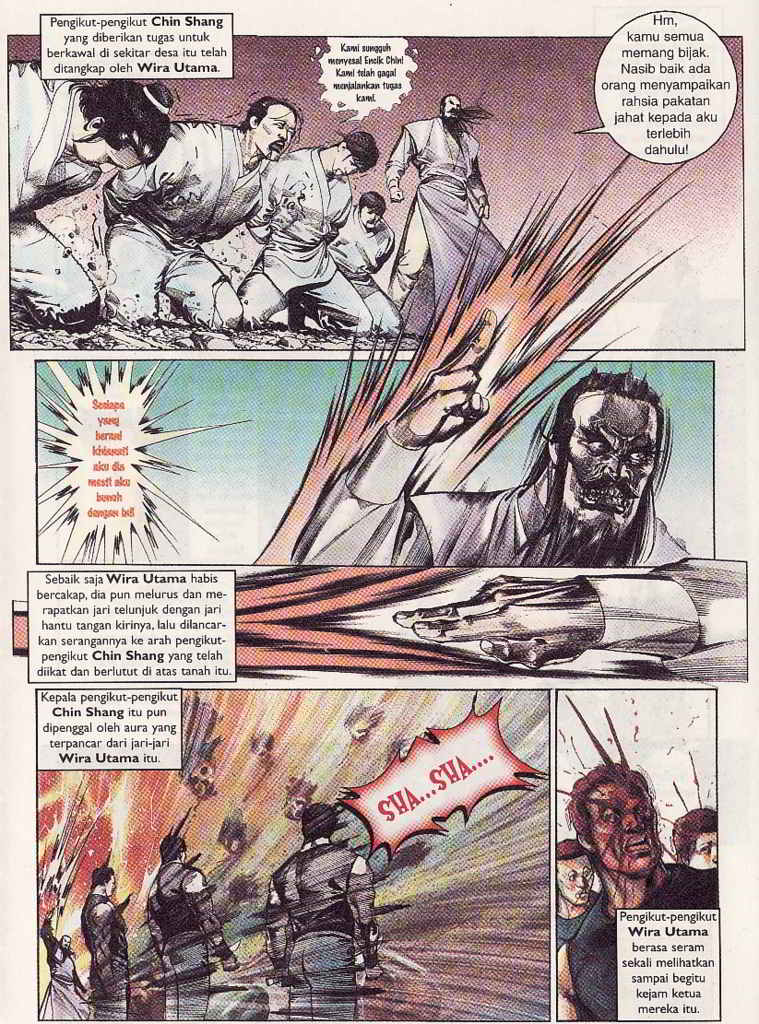 Pengikut-pengikut Chin Shang
yang diberikan tugas untuk
berkawal di sekitar desa itu telah
ditangkap oleh Wira Utama.
Kami sungguh
menyesal Encik Chin!
Kami telah gagal
menjalankan tugas
kami.
Hm,
kamu semua
memang bijak.
Nasib baik ada
orang menyampaikan
rahsia pakatan
jahat kepada aku
terlebih
dahulu!
Sesiapa
yang
berani
khianati
aku dia
mesti aku
bunuh
dengan ini!
Sebaik saja Wira Utama habis
bercakap, dia pun melurus dan me-
rapatkan jari telunjuk dengan jari
hantu tangan kirinya, lalu dilancar-
kan serangannya ke arah pengikut-
pengikut Chin Shang yang telah
diikat dan berlutut di atas tanah itu.
Kepala pengikut-pengikut
Chin Shang itu pun
dipenggal oleh aura yang
terpancar dari jari-jari
Wira Utama itu.
SHA...SHA....
Pengikut-pengikut
Wira Utama
berasa seram
sekali melihatkan
sampai begitu
kejam ketua
mereka itu.